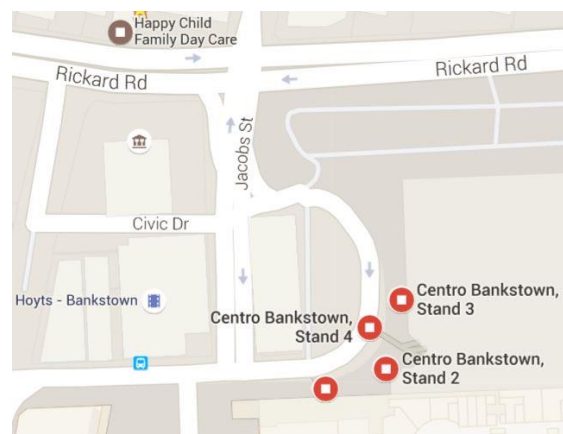 Happy Child
Family Day Care
Rickard Rd
Rickard Rd
Jacobs St
Civic Dr
Hoyts - Bankstown
Centro Bankstown,
Stand 3
Centro Bankstown,
Stand 4
Centro Bankstown,
Stand 2